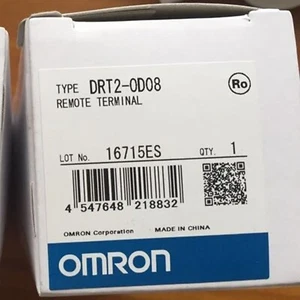 TYPE DRT2-OD08
REMOTE TERMINAL
Ro
LOT No. 16715ES QTY. 1
4 547648 218832
OMRON Corporation MADE IN CHINA
OMRON